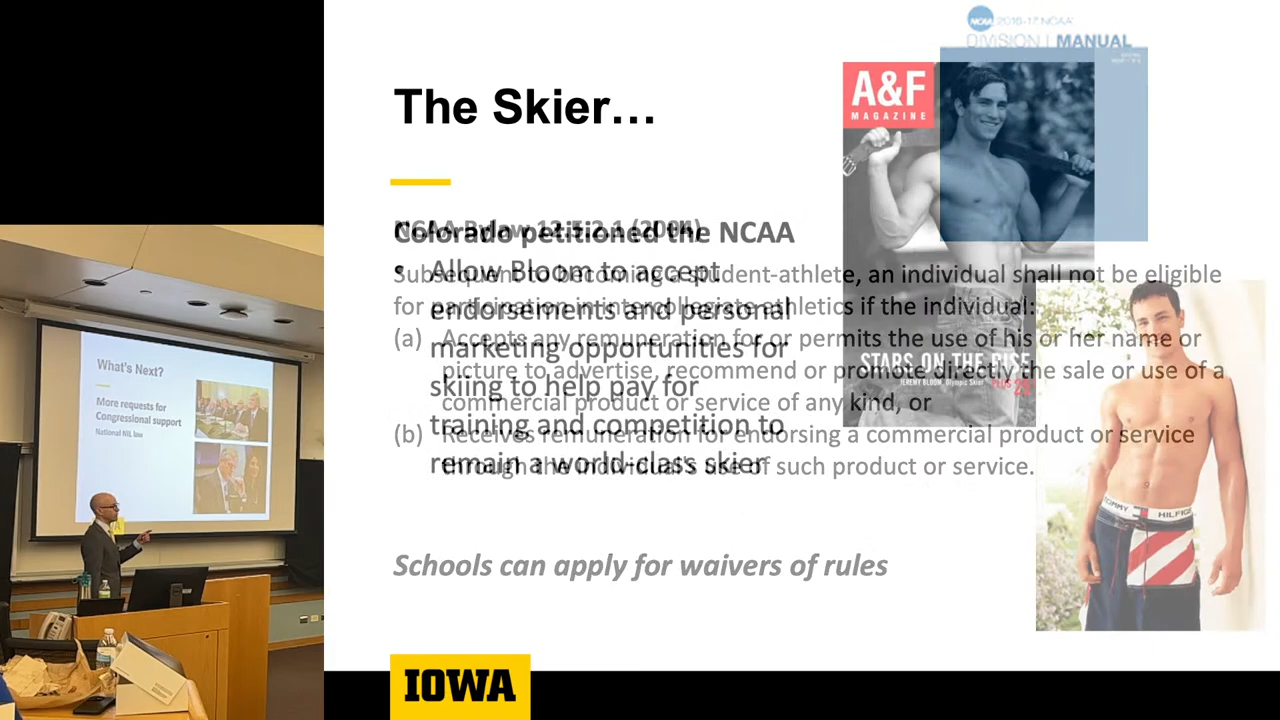 What's Next?
More requests for
Congressional support
National NIL law
NCAA 2016-17 NCAA
DIVISION I MANUAL
The Skier…
A&F
MAGAZINE
NCAA Bylaw 12.5.2.1 (2004)
Colorado petitioned the NCAA
• Allow Bloom to accept
endorsements and personal
marketing opportunities for
skiing to help pay for
training and competition to
remain a world-class skier
Subsequent to becoming a student-athlete, an individual shall not be eligible
for participation in intercollegiate athletics if the individual:
(a) Accepts any remuneration for or permits the use of his or her name or
picture to advertise, recommend or promote directly the sale or use of a
commercial product or service of any kind, or
(b) Receives remuneration for endorsing a commercial product or service
through the individual's use of such product or service.
STARS ON THE RISE
JEREMY BLOOM, Olympic Skier PLUS
TOMMY HILFIGER
Schools can apply for waivers of rules
IOWA